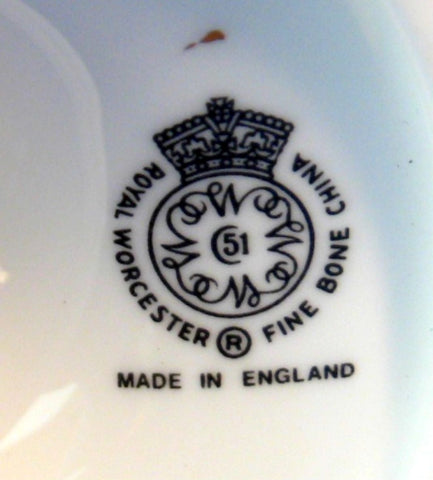 ROYAL WORCESTER ® FINE BONE CHINA
51
MADE IN ENGLAND